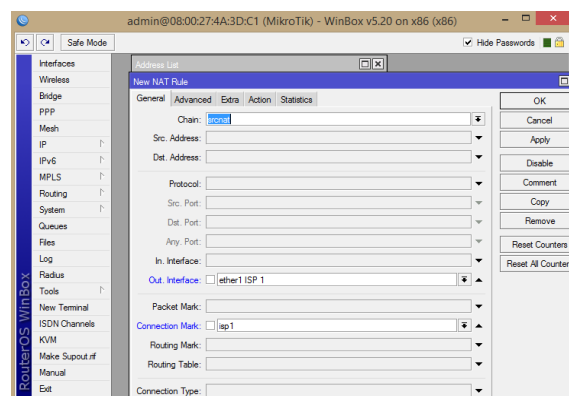 admin@08:00:27:4A:3D:C1 (MikroTik) - WinBox v5.20 on x86 (x86)
Safe Mode
Hide Passwords
Interfaces
Wireless
Bridge
PPP
Mesh
IP
IPv6
MPLS
Routing
System
Queues
Files
Log
Radius
Tools
New Terminal
ISDN Channels
KVM
Make Supout.rif
Manual
Exit
RouterOS WinBox
Address List
New NAT Rule
General Advanced Extra Action Statistics
Chain: srcnat
Src. Address:
Dst. Address:
Protocol:
Src. Port:
Dst. Port:
Any. Port:
In. Interface:
Out. Interface: ether1 ISP 1
Packet Mark:
Connection Mark: isp1
Routing Mark:
Routing Table:
Connection Type:
OK
Cancel
Apply
Disable
Comment
Copy
Remove
Reset Counters
Reset All Counter